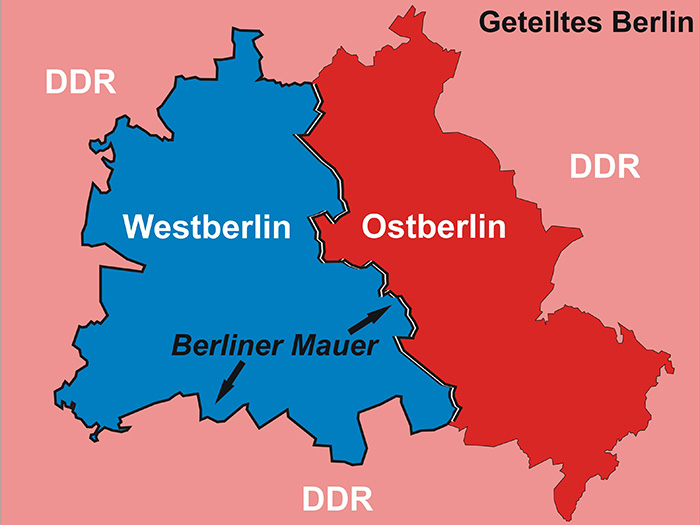 Geteiltes Berlin
DDR
DDR
Westberlin
Ostberlin
Berliner Mauer
DDR